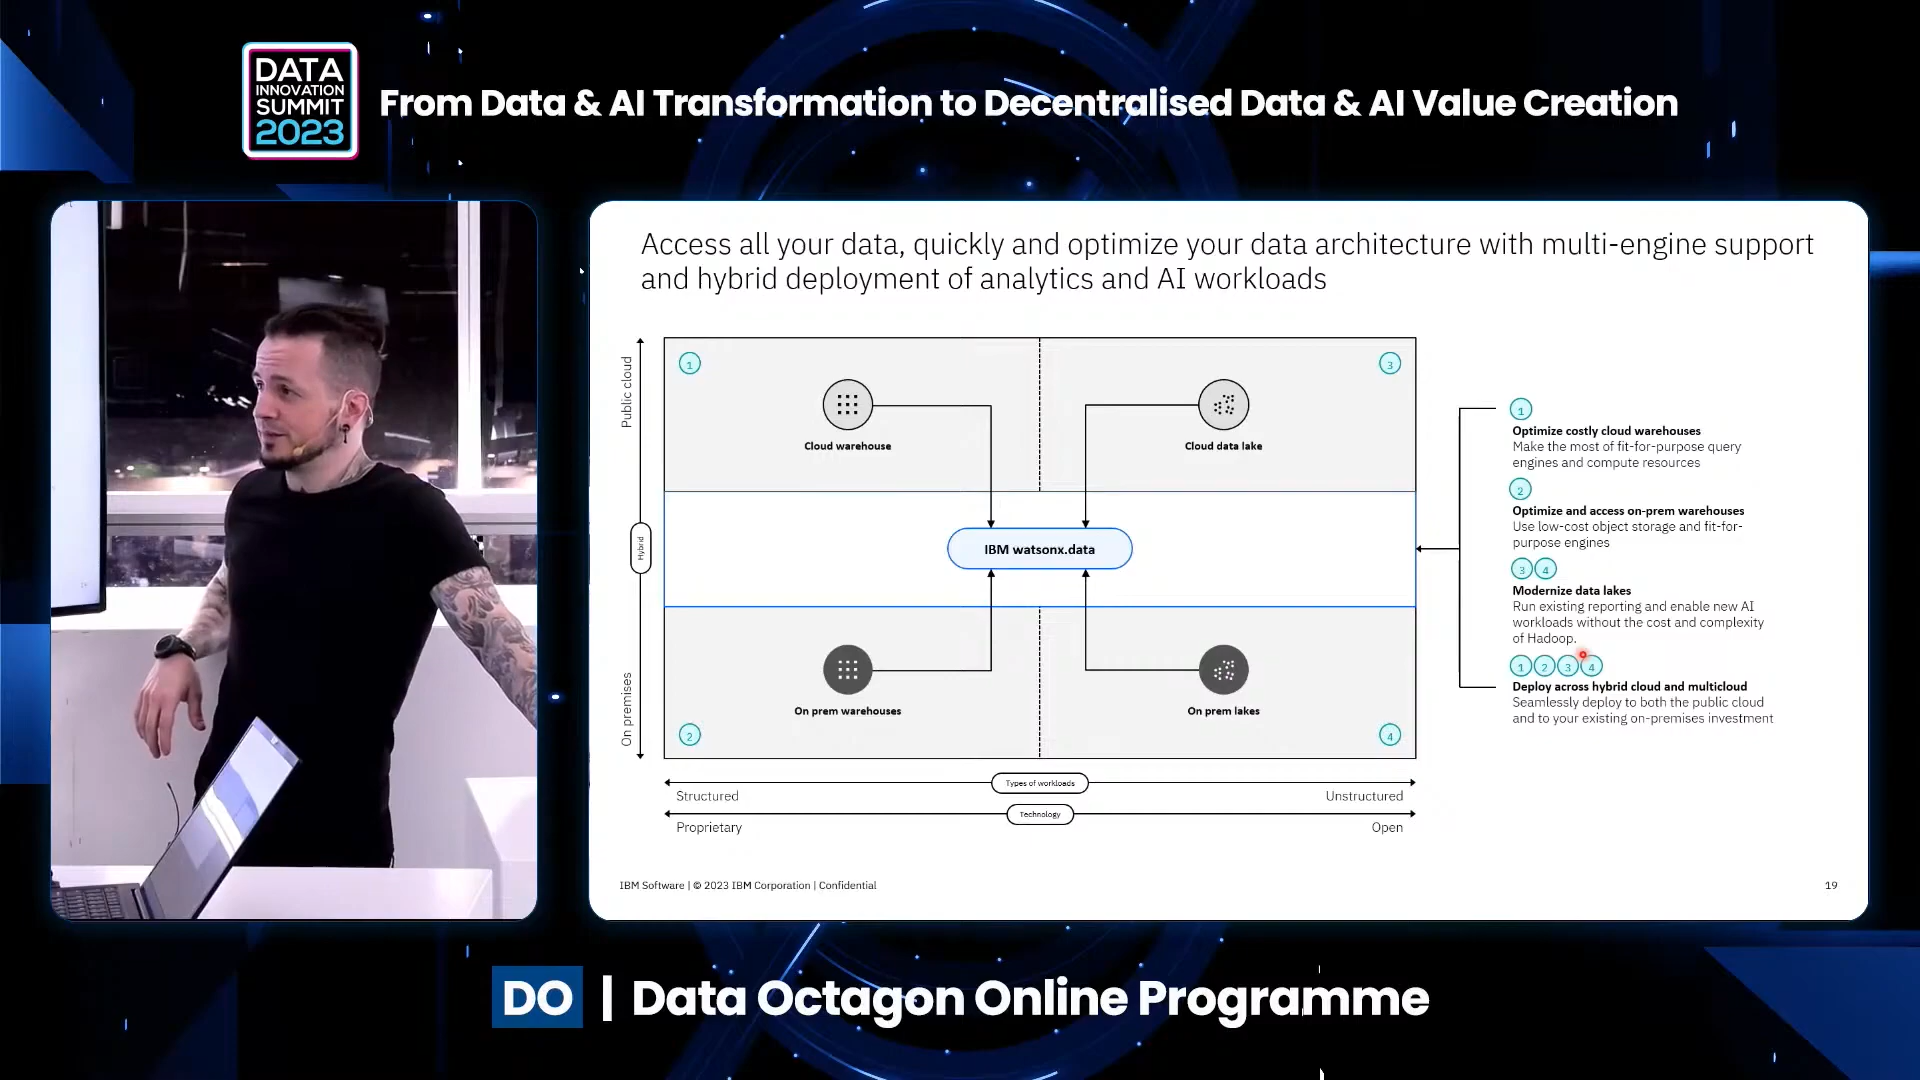 DATA
INNOVATION
SUMMIT
2023
From Data & AI Transformation to Decentralised Data & AI Value Creation
Access all your data, quickly and optimize your data architecture with multi-engine support
and hybrid deployment of analytics and AI workloads
Public cloud
Hybrid
On premises
1
Cloud warehouse
3
Cloud data lake
IBM watsonx.data
On prem warehouses
2
On prem lakes
4
Types of workloads
Structured
Unstructured
Technology
Proprietary
Open
1
Optimize costly cloud warehouses
Make the most of fit-for-purpose query
engines and compute resources
2
Optimize and access on-prem warehouses
Use low-cost object storage and fit-for-
purpose engines
3 4
Modernize data lakes
Run existing reporting and enable new AI
workloads without the cost and complexity
of Hadoop.
1 2 3 4
Deploy across hybrid cloud and multicloud
Seamlessly deploy to both the public cloud
and to your existing on-premises investment
IBM Software | © 2023 IBM Corporation | Confidential
19
DO | Data Octagon Online Programme